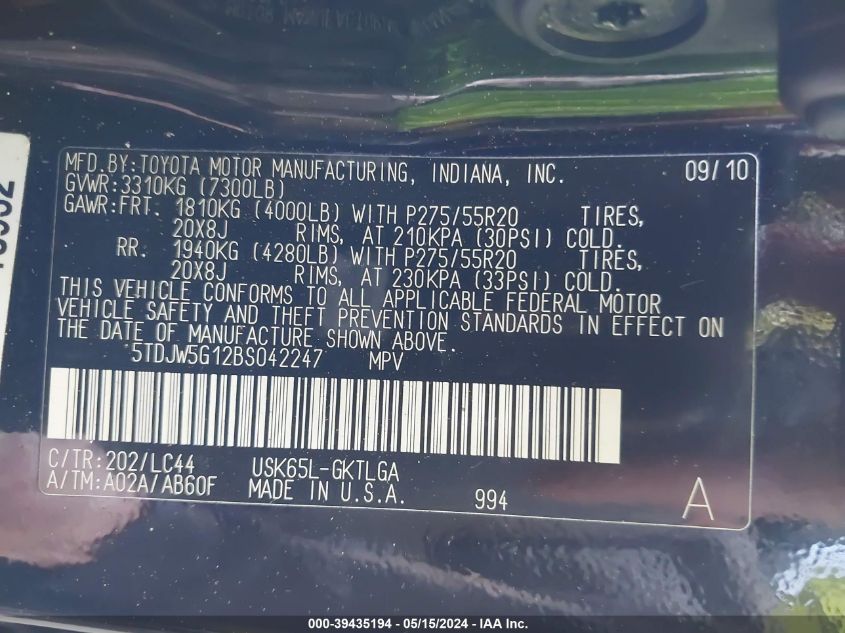 MFD.BY:TOYOTA MOTOR MANUFACTURING, INDIANA, INC. 09/10
GVWR:3310KG (7300LB)
GAWR:FRT. 1810KG (4000LB) WITH P275/55R20 TIRES,
20X8J RIMS, AT 210KPA (30PSI) COLD.
RR. 1940KG (4280LB) WITH P275/55R20 TIRES,
20X8J RIMS, AT 230KPA (33PSI) COLD.
THIS VEHICLE CONFORMS TO ALL APPLICABLE FEDERAL MOTOR
VEHICLE SAFETY AND THEFT PREVENTION STANDARDS IN EFFECT ON
THE DATE OF MANUFACTURE SHOWN ABOVE.
5TDJW5G12BS042247 MPV
C/TR:202/LC44 USK65L-GKTLGA
A/TM:A02A/AB60F MADE IN U.S.A. 994 A
000-39435194 - 05/15/2024 - IAA Inc.